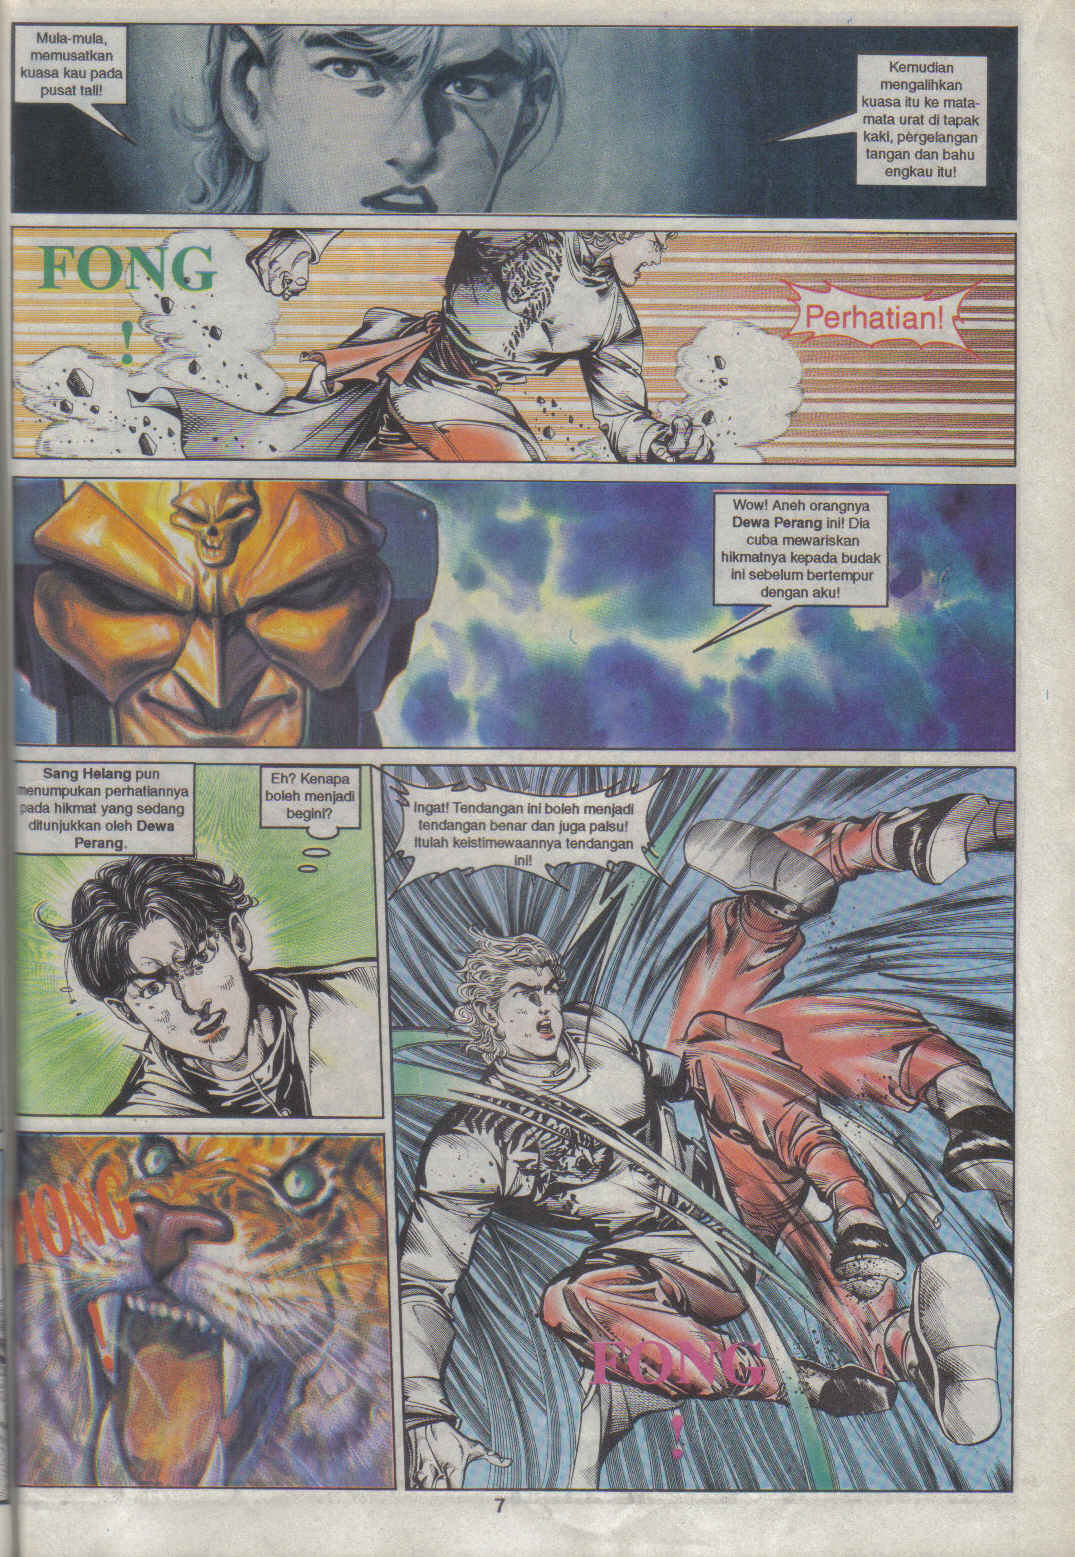 Mula-mula,
memusatkan
kuasa kau pada
pusat tali!
Kemudian
mengalihkan
kuasa itu ke mata-
mata urat di tapak
kaki, pergelangan
tangan dan bahu
engkau itu!
FONG
!
Perhatian!
Wow! Aneh orangnya
Dewa Perang ini! Dia
cuba mewariskan
hikmatnya kepada budak
ini sebelum bertempur
dengan aku!
Sang Helang pun
menumpukan perhatiannya
pada hikmat yang sedang
ditunjukkan oleh Dewa
Perang.
Eh? Kenapa
boleh menjadi
begini?
Ingat! Tendangan ini boleh menjadi
tendangan benar dan juga palsu!
Itulah keistimewaannya tendangan
ini!
HONG
!
FONG
!
7